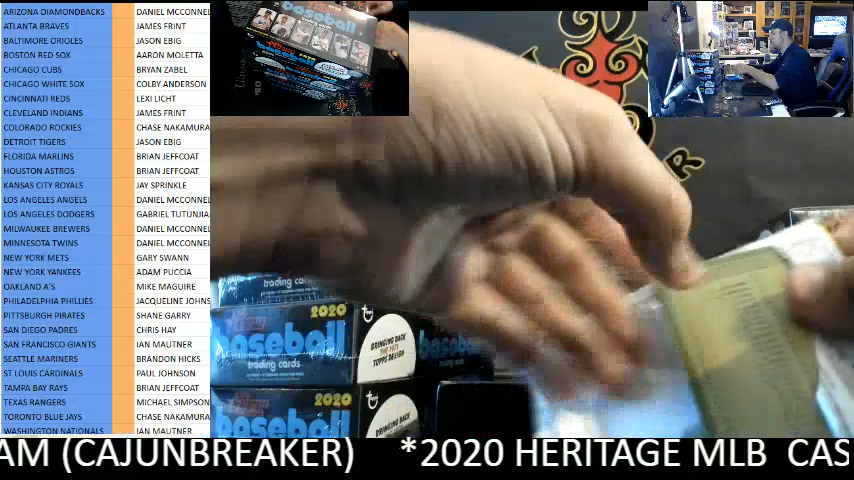 ARIZONA DIAMONDBACKS DANIEL MCCONNEL
ATLANTA BRAVES JAMES FRINT
BALTIMORE ORIOLES JASON EBIG
BOSTON RED SOX AARON MOLETTA
CHICAGO CUBS BRYAN ZABEL
CHICAGO WHITE SOX COLBY ANDERSON
CINCINNATI REDS LEXI LICHT
CLEVELAND INDIANS JAMES FRINT
COLORADO ROCKIES CHASE NAKAMURA
DETROIT TIGERS JASON EBIG
FLORIDA MARLINS BRIAN JEFFCOAT
HOUSTON ASTROS BRIAN JEFFCOAT
KANSAS CITY ROYALS JAY SPRINKLE
LOS ANGELES ANGELS DANIEL MCCONNEL
LOS ANGELES DODGERS GABRIEL TUTUNJIA
MILWAUKEE BREWERS DANIEL MCCONNEL
MINNESOTA TWINS DANIEL MCCONNEL
NEW YORK METS GARY SWANN
NEW YORK YANKEES ADAM PUCCIA
OAKLAND A'S MIKE MAGUIRE
PHILADELPHIA PHILLIES JACQUELINE JOHNS
PITTSBURGH PIRATES SHANE GARRY
SAN DIEGO PADRES CHRIS HAY
SAN FRANCISCO GIANTS IAN MAUTNER
SEATTLE MARINERS BRANDON HICKS
ST LOUIS CARDINALS PAUL JOHNSON
TAMPA BAY RAYS BRIAN JEFFCOAT
TEXAS RANGERS MICHAEL SIMPSON
TORONTO BLUE JAYS CHASE NAKAMURA
WASHINGTON NATIONALS IAN MAUTNER
baseball
R
trading cards
2020
baseball
trading cards
Topps
BRINGING BACK
THE 1971
TOPPS DESIGN
baseball
2020
baseball
Topps
BRINGING BACK
AM (CAJUNBREAKER) *2020 HERITAGE MLB CAS